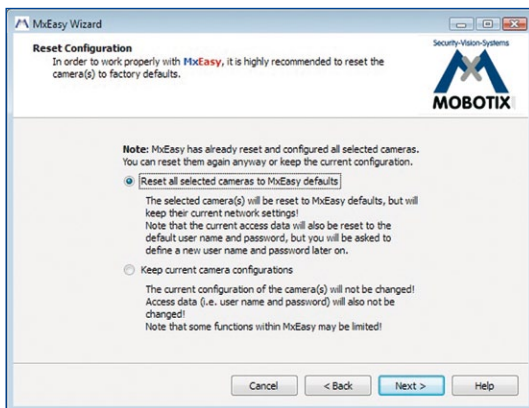 MxEasy Wizard
Reset Configuration
In order to work properly with MxEasy, it is highly recommended to reset the
camera(s) to factory defaults.
Security-Vision-Systems
MOBOTIX
Note: MxEasy has already reset and configured all selected cameras.
You can reset them again anyway or keep the current configuration.
Reset all selected cameras to MxEasy defaults
The selected camera(s) will be reset to MxEasy defaults, but will
keep their current network settings!
Note that the current access data will also be reset to the
default user name and password, but you will be asked to
define a new user name and password later on.
Keep current camera configurations
The current configuration of the camera(s) will not be changed!
Access data (i.e. user name and password) will also not be
changed!
Note that some functions within MxEasy may be limited!
Cancel
< Back
Next >
Help